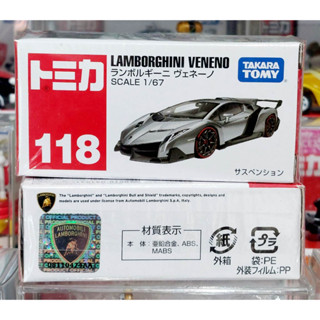 トミカ
118
LAMBORGHINI VENENO
ランボルギーニ ヴェネーノ
SCALE 1/67
TAKARA
TOMY
サスペンション
The "Lamborghini" and "Lamborghini Bull and Shield" trademarks, copyrights, designs and
models are used under license from Automobili Lamborghini S.p.A. Italy.
OFFICIAL PRODUCT
AUTOMOBILI
LAMBORGHINI
材質表示
本 体：亜鉛合金, ABS,
MABS
紙
外箱
プラ
袋:PE
外装フィルム:PP